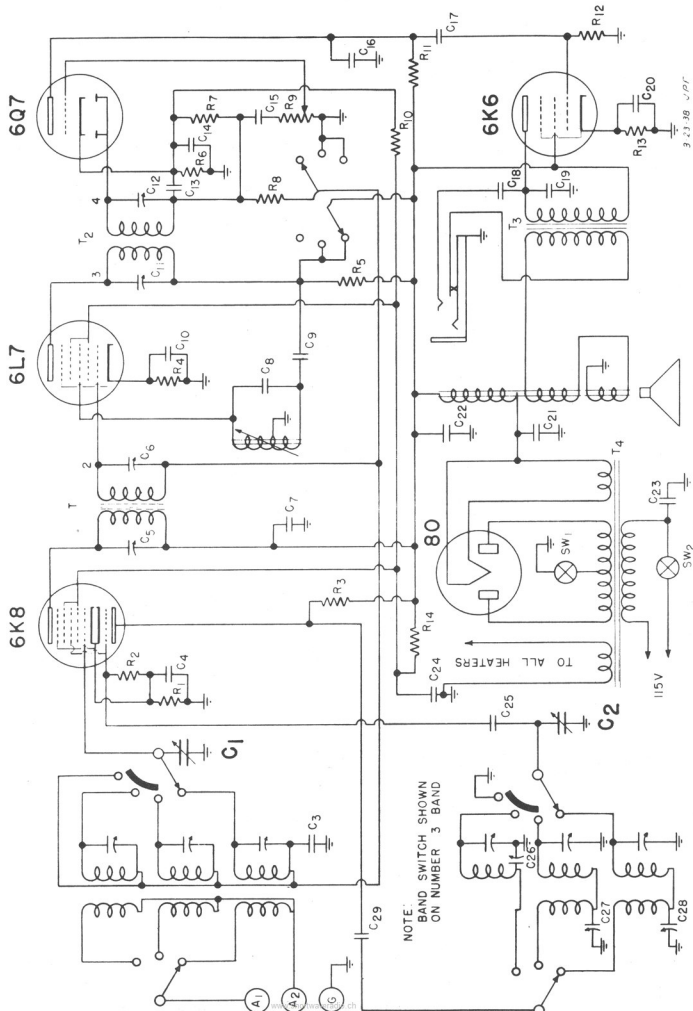 6Q7
6L7
6K8
6K6
80
C17
R12
C16
R11
R7
C15
R9
C14
R6
C13
C12
4
T2
3
C11
R8
R10
C20
R13
3-23-38
C18
C19
T3
R5
C10
R4
C9
C8
C6
2
T
C5
C7
C22
C21
T4
C23
SW1
SW2
R3
R14
R2
C4
R1
C24
TO ALL HEATERS
115V
C25
C2
C1
C3
C29
NOTE:
BAND SWITCH SHOWN
ON NUMBER 3 BAND
C26
C27
C28
A1
A2
G